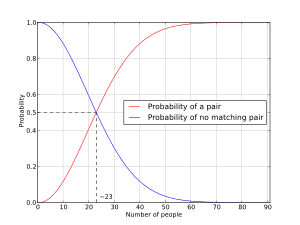 1.0
0.8
0.6
0.5
0.4
0.2
0.0
Probability
Probability of a pair
Probability of no matching pair
~23
0 10 20 30 40 50 60 70 80 90
Number of people